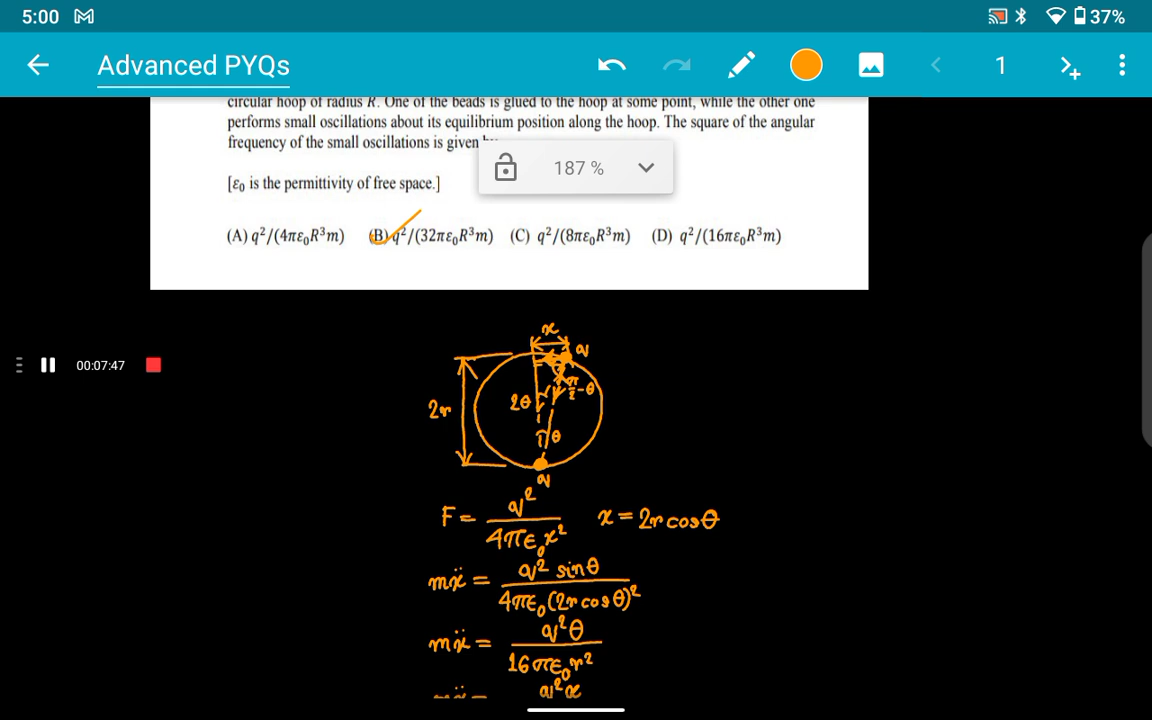 5:00
37%
Advanced PYQs
1
circular hoop of radius R. One of the beads is glued to the hoop at some point, while the other one
performs small oscillations about its equilibrium position along the hoop. The square of the angular
frequency of the small oscillations is given
187 %
[ε₀ is the permittivity of free space.]
(A) q²/(4πε₀R³m) (B) q²/(32πε₀R³m) (C) q²/(8πε₀R³m) (D) q²/(16πε₀R³m)
x
q
π/2-θ
2r
2θ
θ
q
00:07:47
F = q²/4πε₀x² x = 2r cosθ
mẍ = q² sinθ/4πε₀(2r cosθ)²
mẍ = q²θ/16πε₀r²
mẍ = q²x